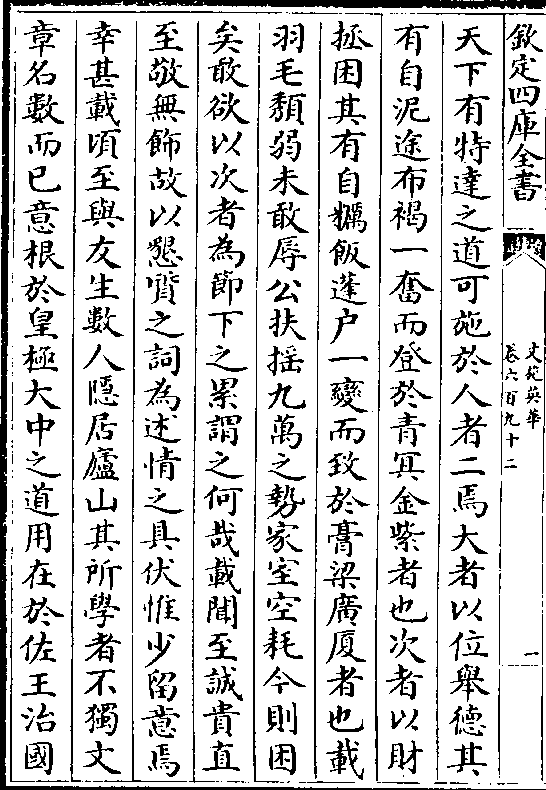 欽定四庫全書
文苑英華
卷六百九十二
一
天下有特達之道可施於人者二焉大者以位舉德其
有自泥途布褐一奮而登於青冥金紫者也次者以財
拯困其有自糲飯蓬户一變而致於膏梁廣厦者也載
羽毛頽弱未敢辱公扶揺九萬之勢家室空耗今則困
矣敢欲以次者為節下之累謂之何哉載聞至誠貴直
至敬無飾故以懇質之詞為述情之具伏惟少留意焉
幸甚載頃至與友生數人隱居廬山其所學者不獨文
章名數而已意根於皇極大中之道用在於佐王治國